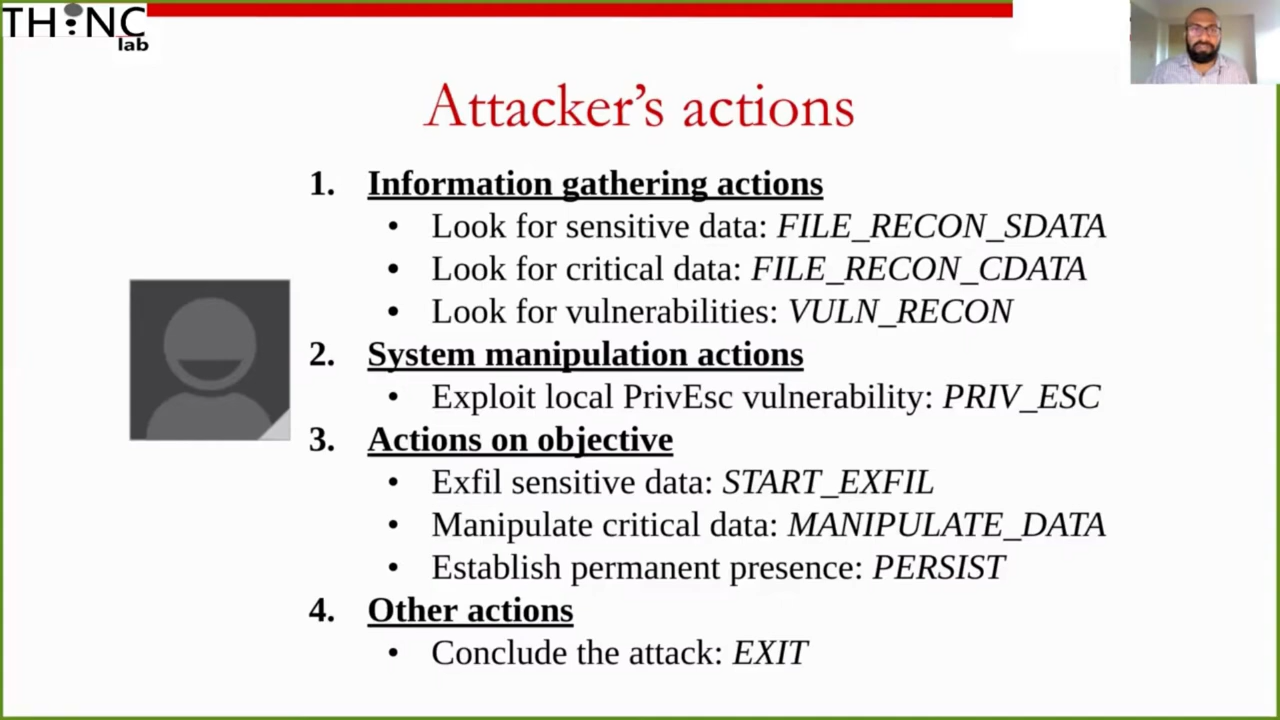 THINC
lab
Attacker's actions
1. Information gathering actions
• Look for sensitive data: FILE_RECON_SDATA
• Look for critical data: FILE_RECON_CDATA
• Look for vulnerabilities: VULN_RECON
2. System manipulation actions
• Exploit local PrivEsc vulnerability: PRIV_ESC
3. Actions on objective
• Exfil sensitive data: START_EXFIL
• Manipulate critical data: MANIPULATE_DATA
• Establish permanent presence: PERSIST
4. Other actions
• Conclude the attack: EXIT